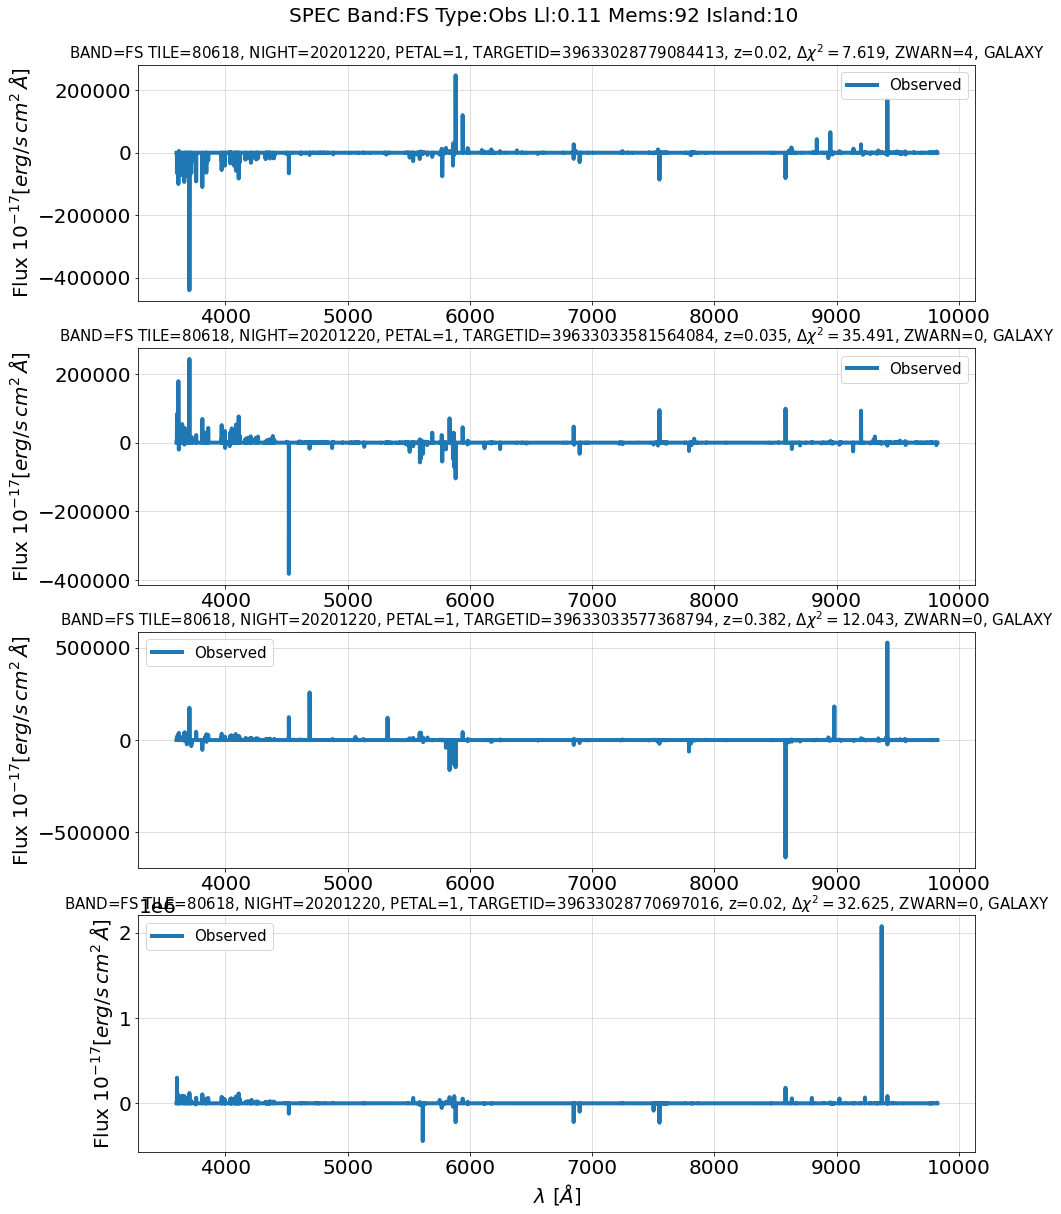 SPEC Band:FS Type:Obs Ll:0.11 Mems:92 Island:10
BAND=FS TILE=80618, NIGHT=20201220, PETAL=1, TARGETID=39633028779084413, z=0.02, Δχ² = 7.619, ZWARN=4, GALAXY
Flux 10⁻¹⁷[erg/s cm² Å]
200000
0
−200000
−400000
Observed
4000 5000 6000 7000 8000 9000 10000
BAND=FS TILE=80618, NIGHT=20201220, PETAL=1, TARGETID=39633033581564084, z=0.035, Δχ² = 35.491, ZWARN=0, GALAXY
Flux 10⁻¹⁷[erg/s cm² Å]
200000
0
−200000
−400000
Observed
4000 5000 6000 7000 8000 9000 10000
BAND=FS TILE=80618, NIGHT=20201220, PETAL=1, TARGETID=39633033577368794, z=0.382, Δχ² = 12.043, ZWARN=0, GALAXY
Flux 10⁻¹⁷[erg/s cm² Å]
500000
0
−500000
Observed
4000 5000 6000 7000 8000 9000 10000
BAND=FS TILE=80618, NIGHT=20201220, PETAL=1, TARGETID=39633028770697016, z=0.02, Δχ² = 32.625, ZWARN=0, GALAXY
1e6
Flux 10⁻¹⁷[erg/s cm² Å]
2
1
0
Observed
4000 5000 6000 7000 8000 9000 10000
λ [Å]